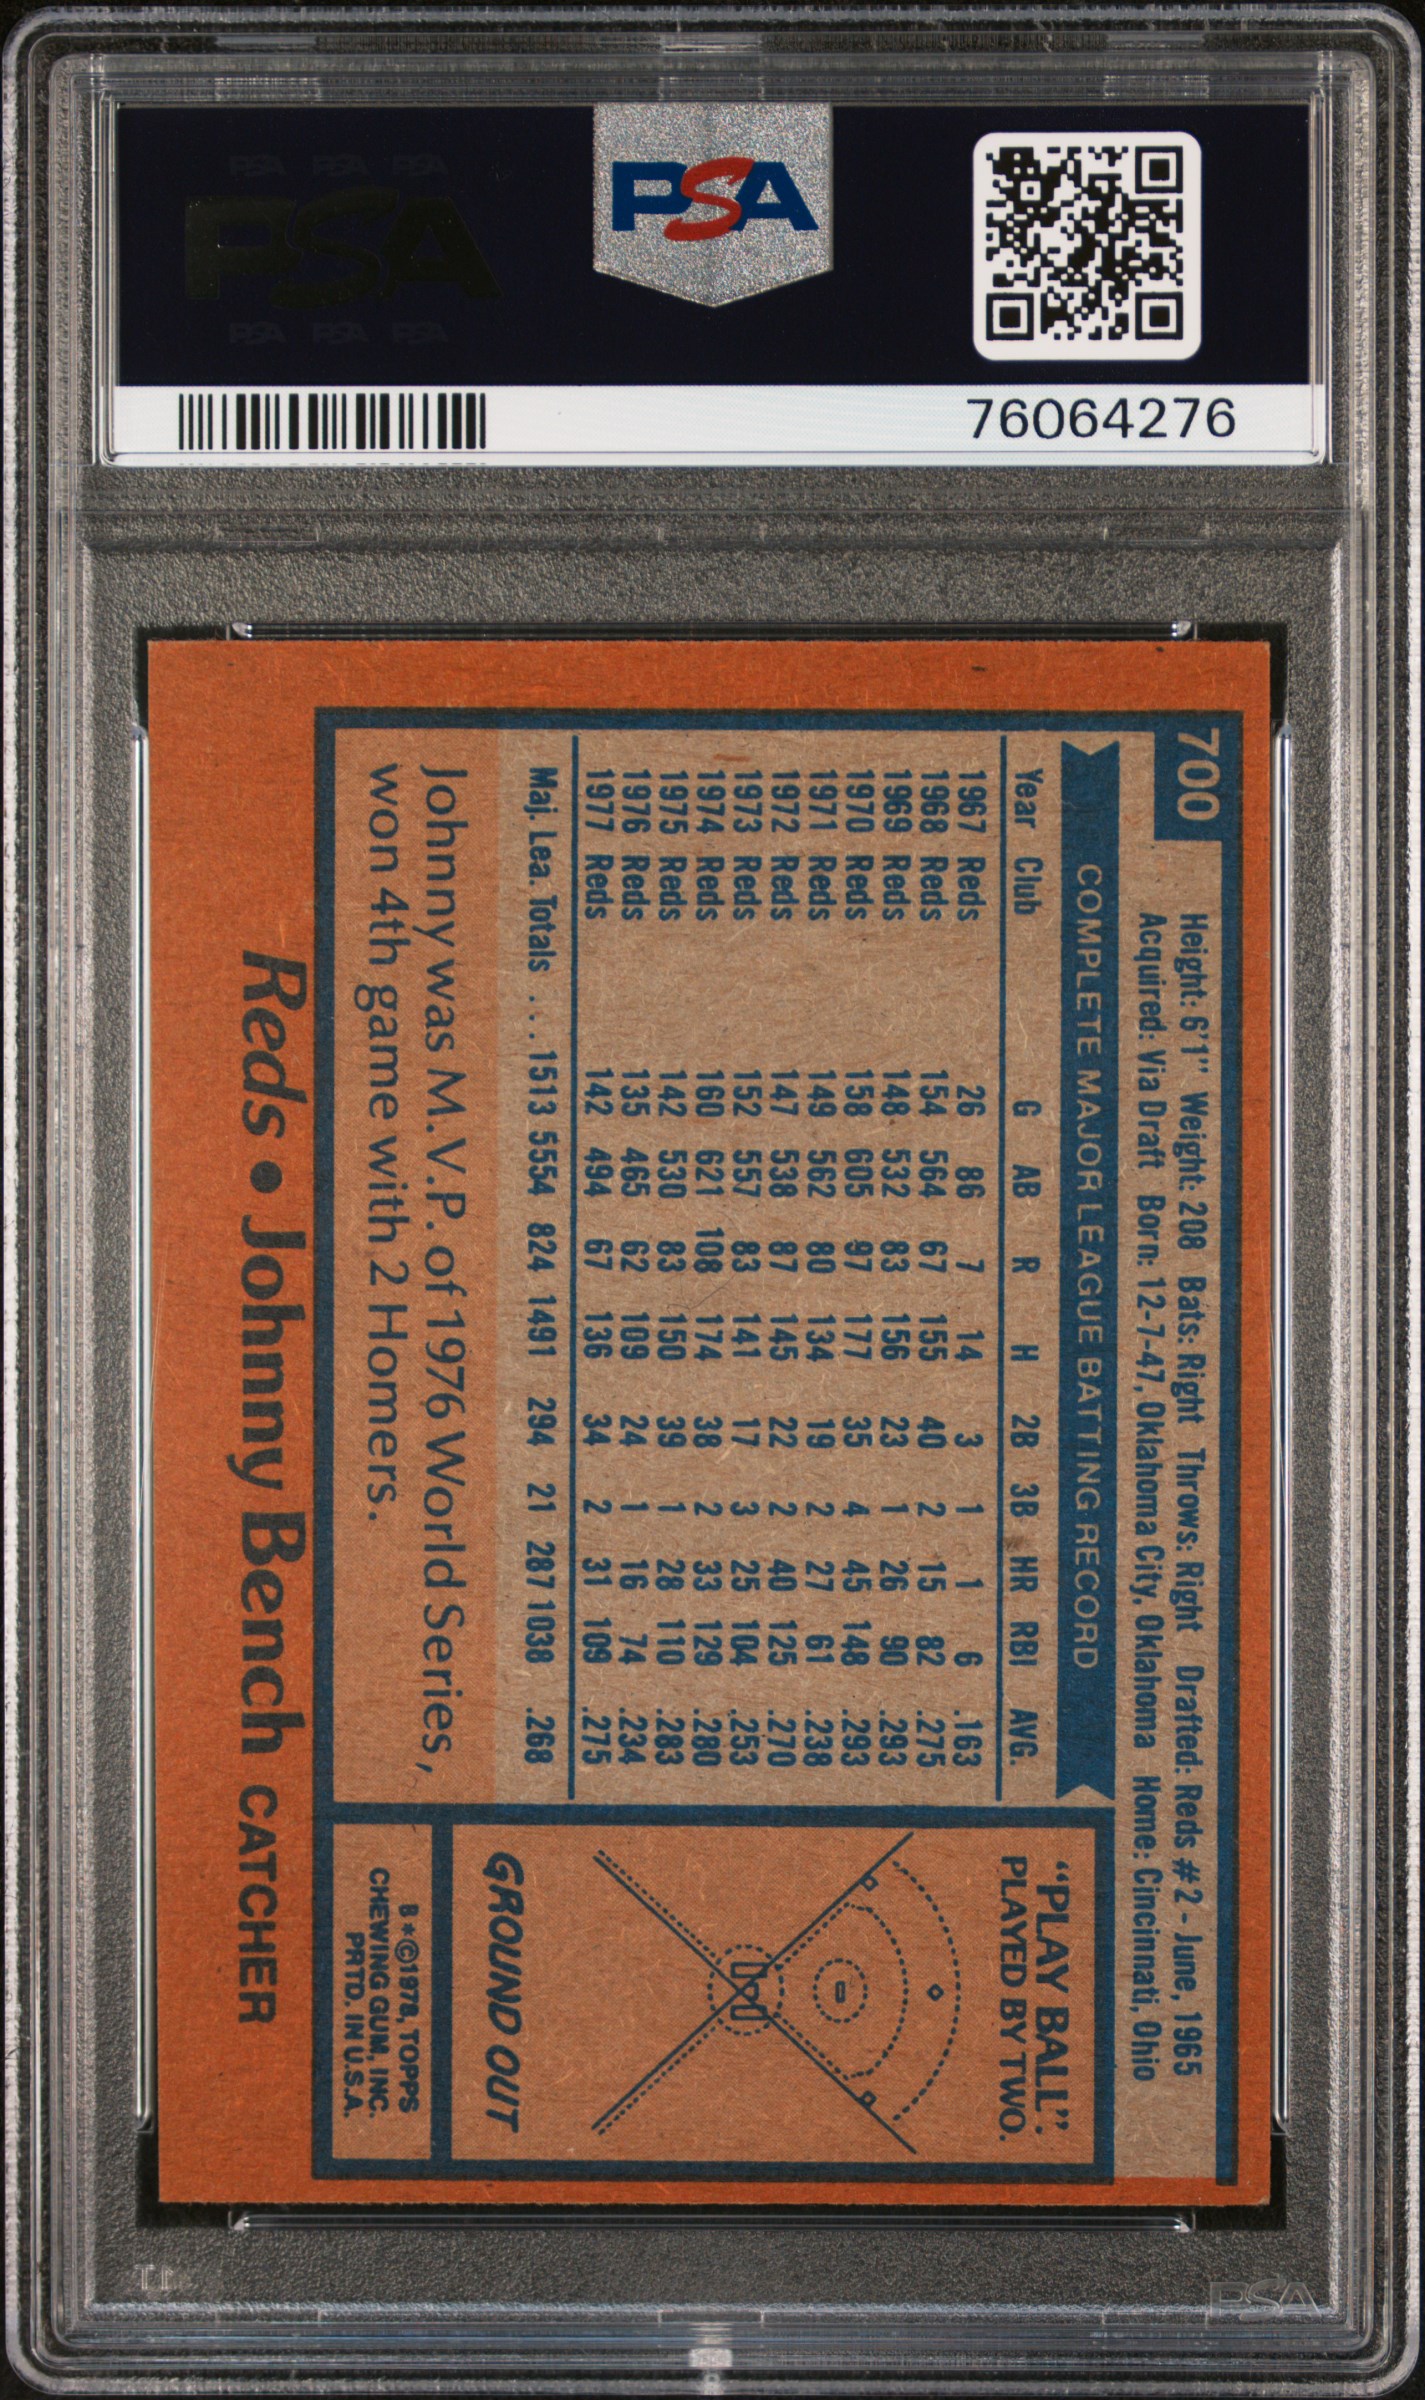 PSA PSA PSA
PSA
PSA PSA PSA
PSA
76064276
700
Height: 6'1" Weight: 208 Bats: Right Throws: Right Drafted: Reds #2 - June, 1965
Acquired: Via Draft Born: 12-7-47, Oklahoma City, Oklahoma Home: Cincinnati, Ohio
COMPLETE MAJOR LEAGUE BATTING RECORD
Year Club G AB R H 2B 3B HR RBI AVG.
1967 Reds 26 86 7 14 3 1 1 6 .163
1968 Reds 154 564 67 155 40 2 15 82 .275
1969 Reds 148 532 83 156 23 1 26 90 .293
1970 Reds 158 605 97 177 35 4 45 148 .293
1971 Reds 149 562 80 134 19 2 27 61 .238
1972 Reds 147 538 87 145 22 2 40 125 .270
1973 Reds 152 557 83 141 17 3 25 104 .253
1974 Reds 160 621 108 174 38 2 33 129 .280
1975 Reds 142 530 83 150 39 1 28 110 .283
1976 Reds 135 465 62 109 24 1 16 74 .234
1977 Reds 142 494 67 136 34 2 31 109 .275
Maj. Lea. Totals . . . 1513 5554 824 1491 294 21 287 1038 .268
Johnny was M.V.P. of 1976 World Series,
won 4th game with 2 Homers.
"PLAY BALL":
PLAYED BY TWO.
GROUND OUT
B*©1978, TOPPS
CHEWING GUM, INC.
PRTD. IN U.S.A.
Reds • Johnny Bench CATCHER
PSA